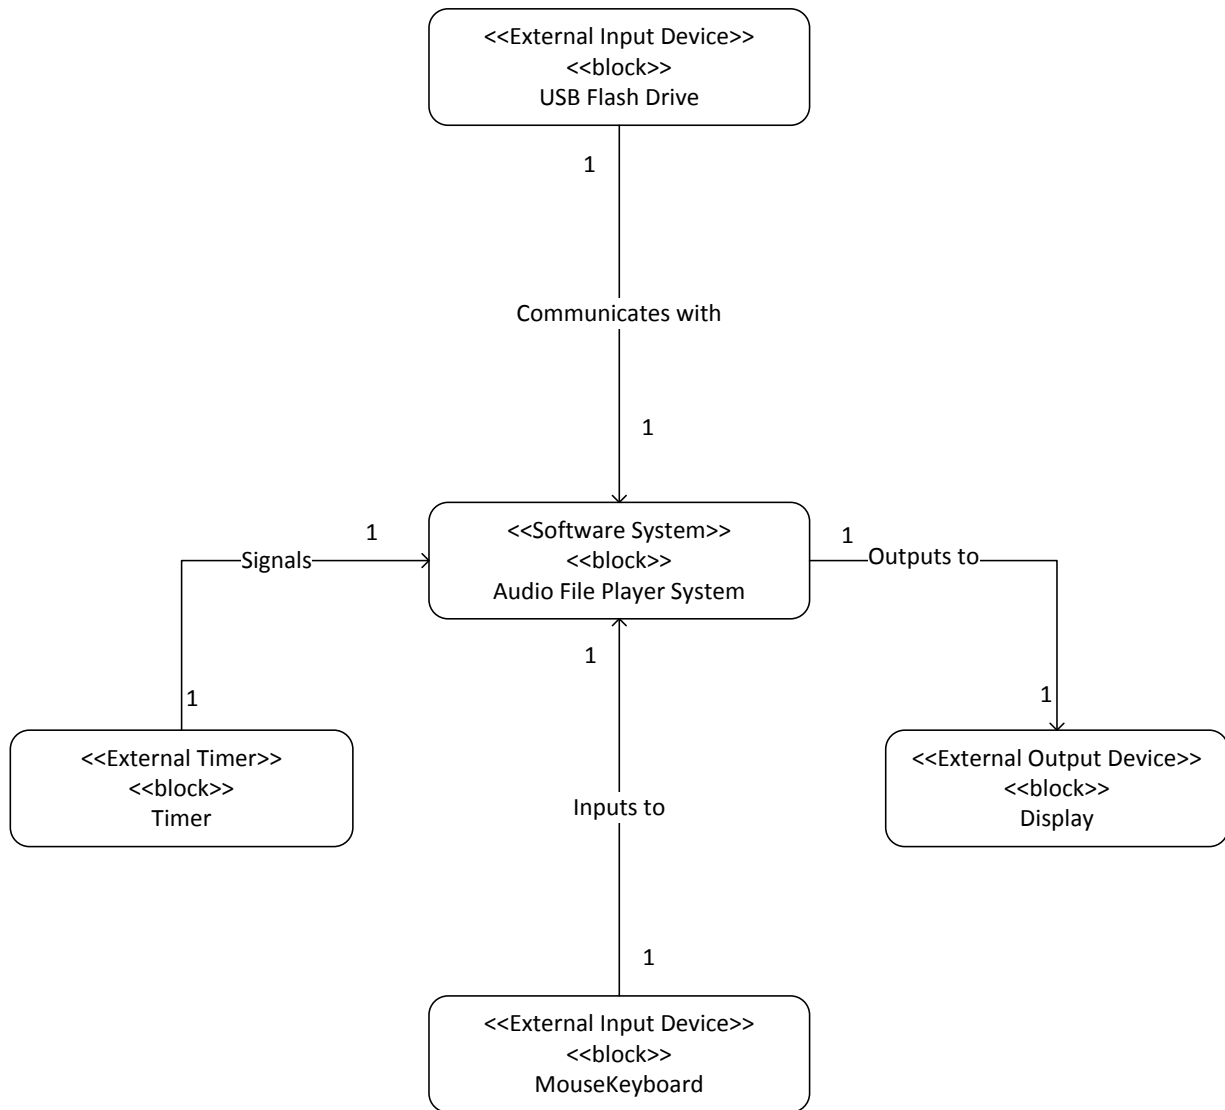 <<External Input Device>>
<<block>>
USB Flash Drive
1
Communicates with
1
<<Software System>>
<<block>>
Audio File Player System
1
Signals
1
1
Outputs to
1
<<External Timer>>
<<block>>
Timer
<<External Output Device>>
<<block>>
Display
1
Inputs to
1
<<External Input Device>>
<<block>>
MouseKeyboard